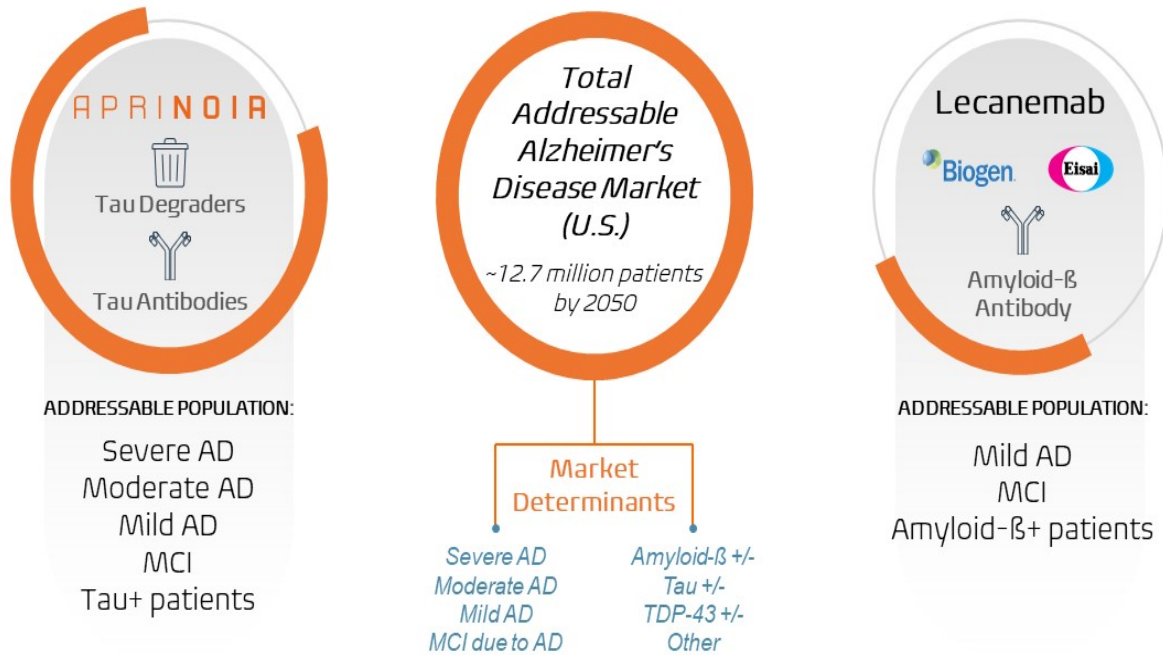 APRINOIA
Tau Degraders
Tau Antibodies
ADDRESSABLE POPULATION:
Severe AD
Moderate AD
Mild AD
MCI
Tau+ patients
Total
Addressable
Alzheimer's
Disease Market
(U.S.)
~12.7 million patients
by 2050
Market
Determinants
Severe AD
Moderate AD
Mild AD
MCI due to AD
Amyloid-ß +/-
Tau +/-
TDP-43 +/-
Other
Lecanemab
Biogen
Eisai
Amyloid-ß
Antibody
ADDRESSABLE POPULATION:
Mild AD
MCI
Amyloid-ß+ patients